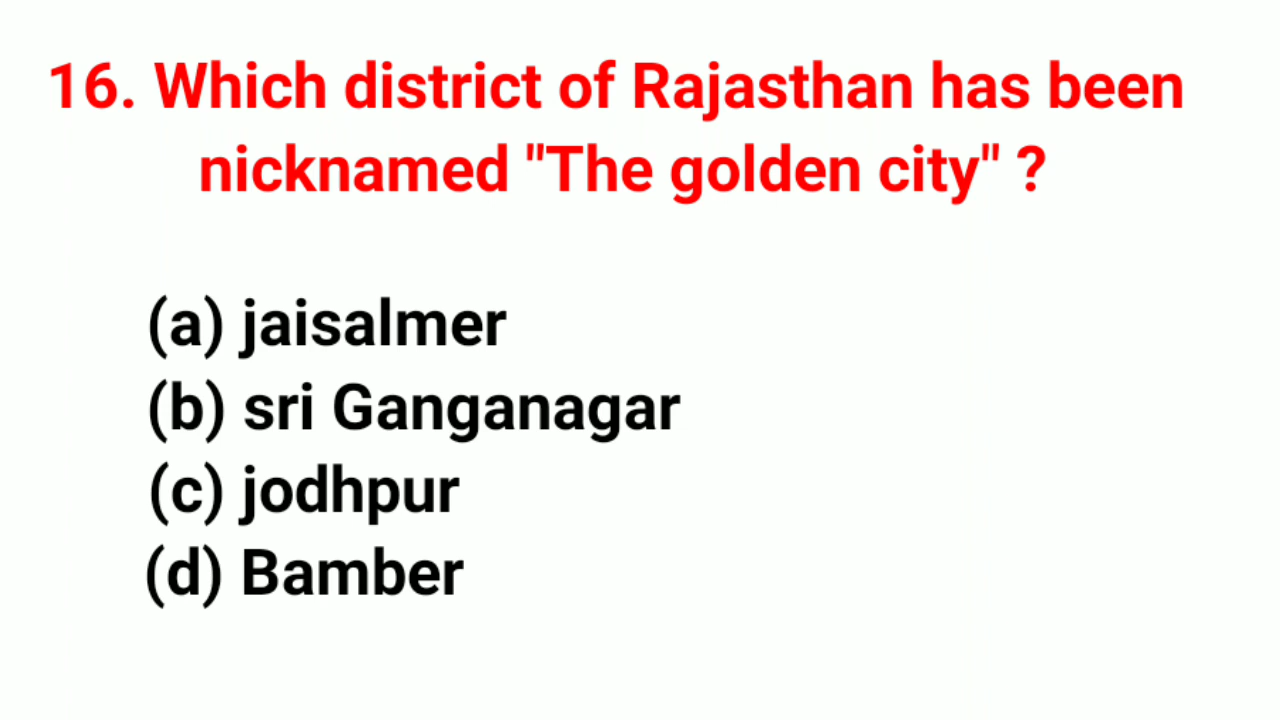 16. Which district of Rajasthan has been
nicknamed "The golden city" ?
(a) jaisalmer
(b) sri Ganganagar
(c) jodhpur
(d) Bamber